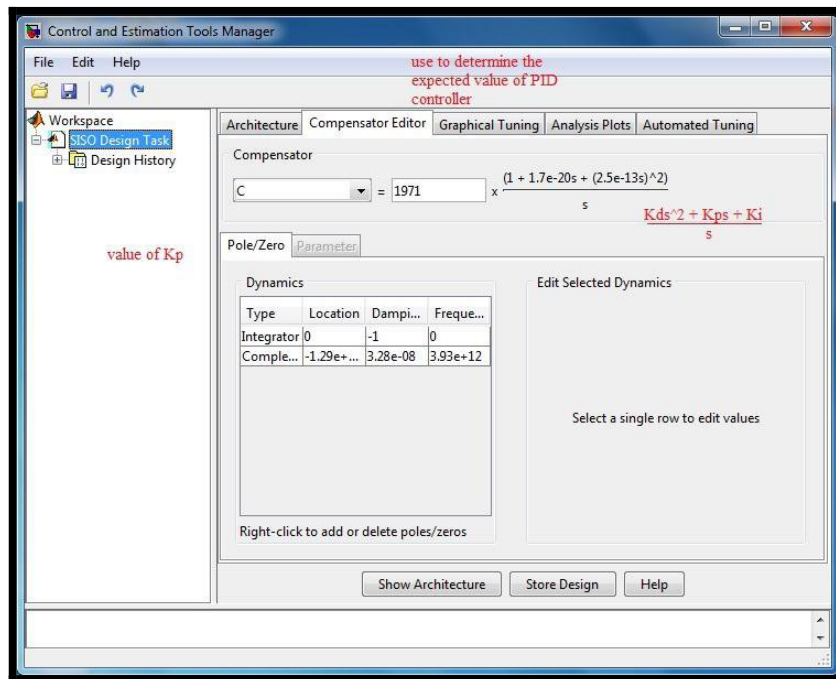 Control and Estimation Tools Manager
File Edit Help
use to determine the
expected value of PID
controller
Workspace
SISO Design Task
Design History
value of Kp
Architecture Compensator Editor Graphical Tuning Analysis Plots Automated Tuning
Compensator
C = 1971 x (1 + 1.7e-20s + (2.5e-13s)^2)
s
Kds^2 + Kps + Ki
s
Pole/Zero Parameter
Dynamics
Type Location Dampi... Freque...
Integrator 0 -1 0
Comple... -1.29e+... 3.28e-08 3.93e+12
Right-click to add or delete poles/zeros
Edit Selected Dynamics
Select a single row to edit values
Show Architecture Store Design Help